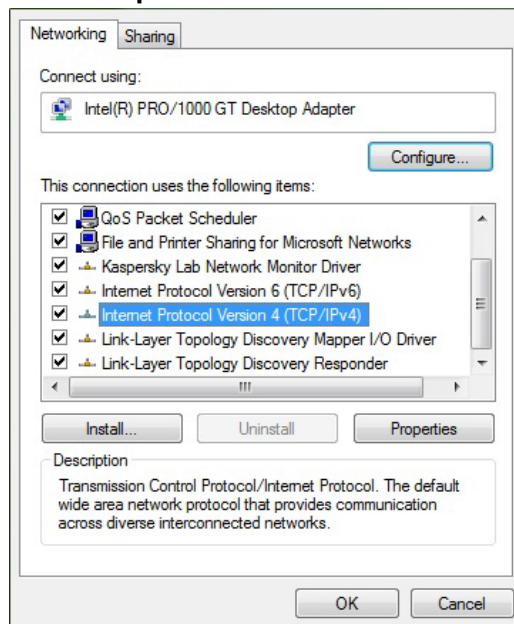 Networking Sharing
Connect using:
Intel(R) PRO/1000 GT Desktop Adapter
Configure...
This connection uses the following items:
QoS Packet Scheduler
File and Printer Sharing for Microsoft Networks
Kaspersky Lab Network Monitor Driver
Internet Protocol Version 6 (TCP/IPv6)
Internet Protocol Version 4 (TCP/IPv4)
Link-Layer Topology Discovery Mapper I/O Driver
Link-Layer Topology Discovery Responder
Install... Uninstall Properties
Description
Transmission Control Protocol/Internet Protocol. The default
wide area network protocol that provides communication
across diverse interconnected networks.
OK Cancel